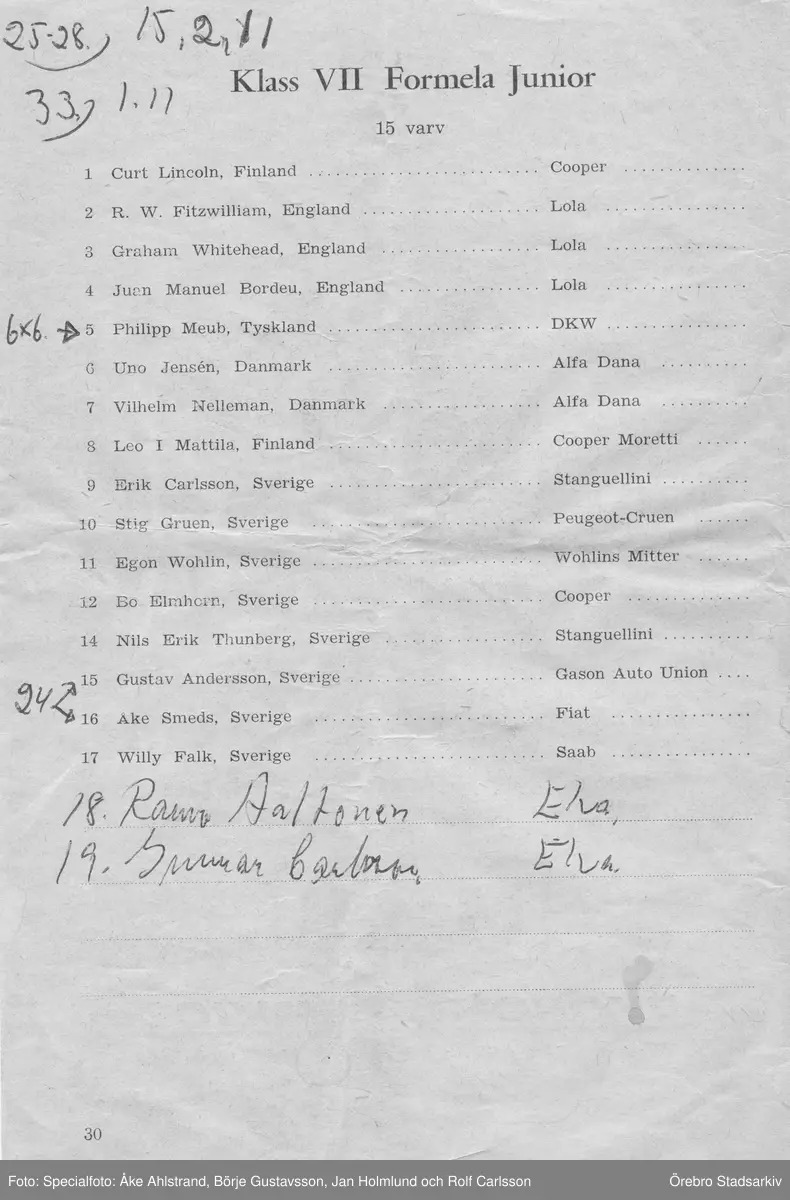 25-28. 15, 2, 11
Klass VII Formela Junior
33, 1. 11
15 varv
1 Curt Lincoln, Finland Cooper
2 R. W. Fitzwilliam, England Lola
3 Graham Whitehead, England Lola
4 Juan Manuel Bordeu, England Lola
6x6. → 5 Philipp Meub, Tyskland DKW
6 Uno Jensén, Danmark Alfa Dana
7 Vilhelm Nelleman, Danmark Alfa Dana
8 Leo I Mattila, Finland Cooper Moretti
9 Erik Carlsson, Sverige Stanguellini
10 Stig Gruen, Sverige Peugeot-Cruen
11 Egon Wohlin, Sverige Wohlins Mitter
12 Bo Elmhorn, Sverige Cooper
14 Nils Erik Thunberg, Sverige Stanguellini
15 Gustav Andersson, Sverige Gason Auto Union
94
16 Åke Smeds, Sverige Fiat
17 Willy Falk, Sverige Saab
18. Rauno Aaltonen Elva,
19. Gunnar Carlsson, Elva.
30
Foto: Specialfoto: Åke Ahlstrand, Börje Gustavsson, Jan Holmlund och Rolf Carlsson Örebro Stadsarkiv